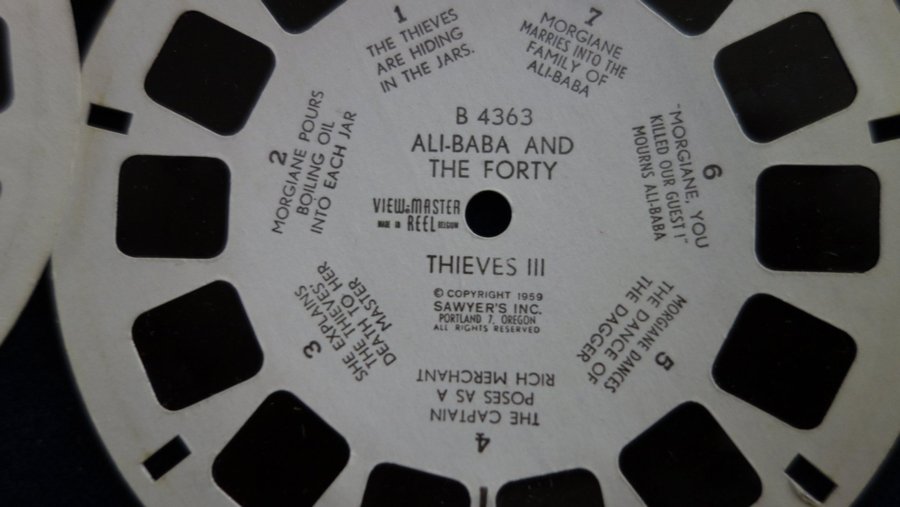 1
THE THIEVES
ARE HIDING
IN THE JARS.
7
MORGIANE
MARRIES INTO THE
FAMILY OF
ALI-BABA
B 4363
ALI-BABA AND
THE FORTY
VIEW-MASTER
MADE IN REEL BELGIUM
THIEVES III
© COPYRIGHT 1959
SAWYER'S INC.
PORTLAND 7, OREGON
ALL RIGHTS RESERVED
2
MORGIANE POURS
BOILING OIL
INTO EACH JAR
3
SHE EXPLAINS
THE THIEVES'
DEATH TO HER
MASTER
4
THE CAPTAIN
POSES AS A
RICH MERCHANT
5
MORGIANE DANCES
THE DANCE OF
THE DAGGER
6
"MORGIANE, YOU
KILLED OUR GUEST!"
MOURNS ALI-BABA